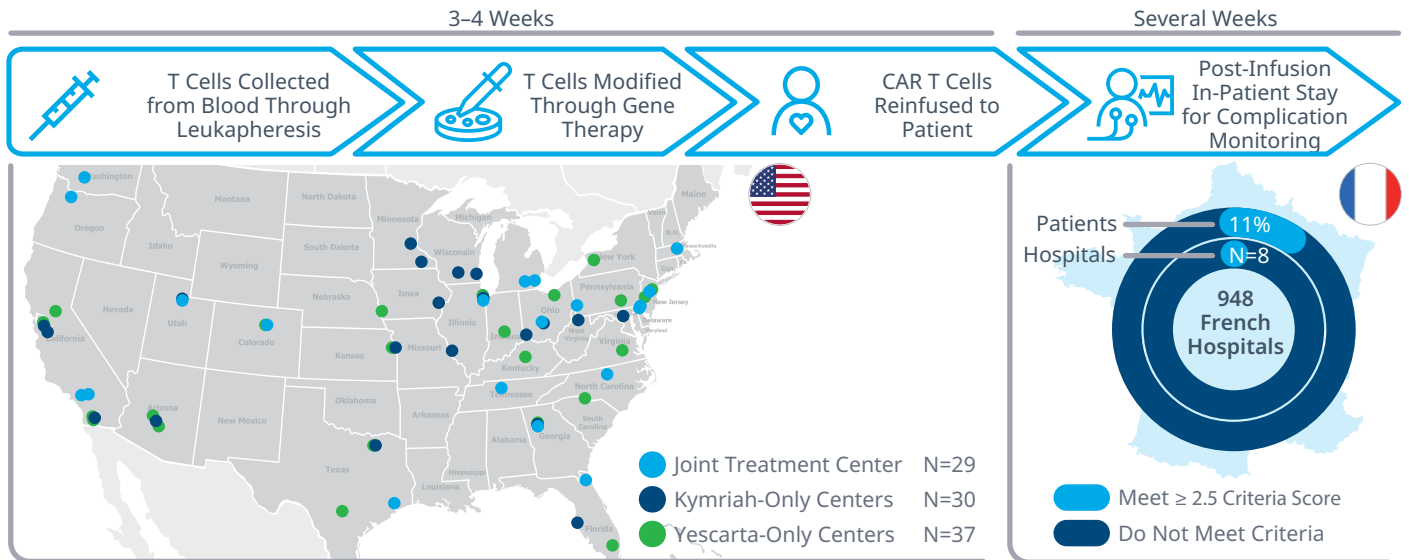 3–4 Weeks
Several Weeks
T Cells Collected
from Blood Through
Leukapheresis
T Cells Modified
Through Gene
Therapy
CAR T Cells
Reinfused to
Patient
Post-Infusion
In-Patient Stay
for Complication
Monitoring
Washington
Montana
North Dakota
Minnesota
Michigan
Maine
Oregon
Idaho
South Dakota
Wisconsin
Verm
N.H.
Massachusetts
Wyoming
New York
Con
Nebraska
Iowa
Pennsylvania
New Jersey
Nevada
Utah
Colorado
Illinois
Indiana
Ohio
Delaware
Maryland
California
Kansas
Missouri
West
Virginia
Virginia
Kentucky
Arizona
New Mexico
Oklahoma
Arkansas
Tennessee
North Carolina
South
Carolina
Texas
Louisiana
Mississippi
Alabama
Georgia
Florida
Joint Treatment Center N=29
Kymriah-Only Centers N=30
Yescarta-Only Centers N=37
Patients 11%
Hospitals N=8
948
French
Hospitals
Meet ≥ 2.5 Criteria Score
Do Not Meet Criteria